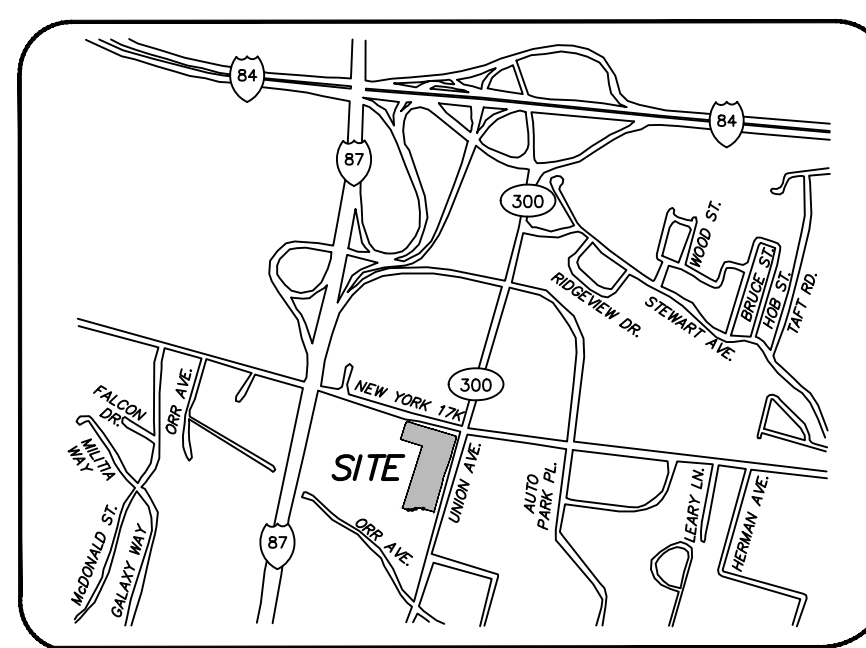 84
84
87
300
WOOD ST.
BRUCE ST.
HOB ST.
TAFT RD.
RIDGEVIEW DR.
STEWART AVE.
300
NEW YORK 17K
FALCON
DR.
ORR AVE.
MILITIA
WAY
SITE
UNION AVE.
AUTO
PARK PL.
LEARY LN.
HERMAN AVE.
McDONALD ST.
GALAXY WAY
87
ORR AVE.